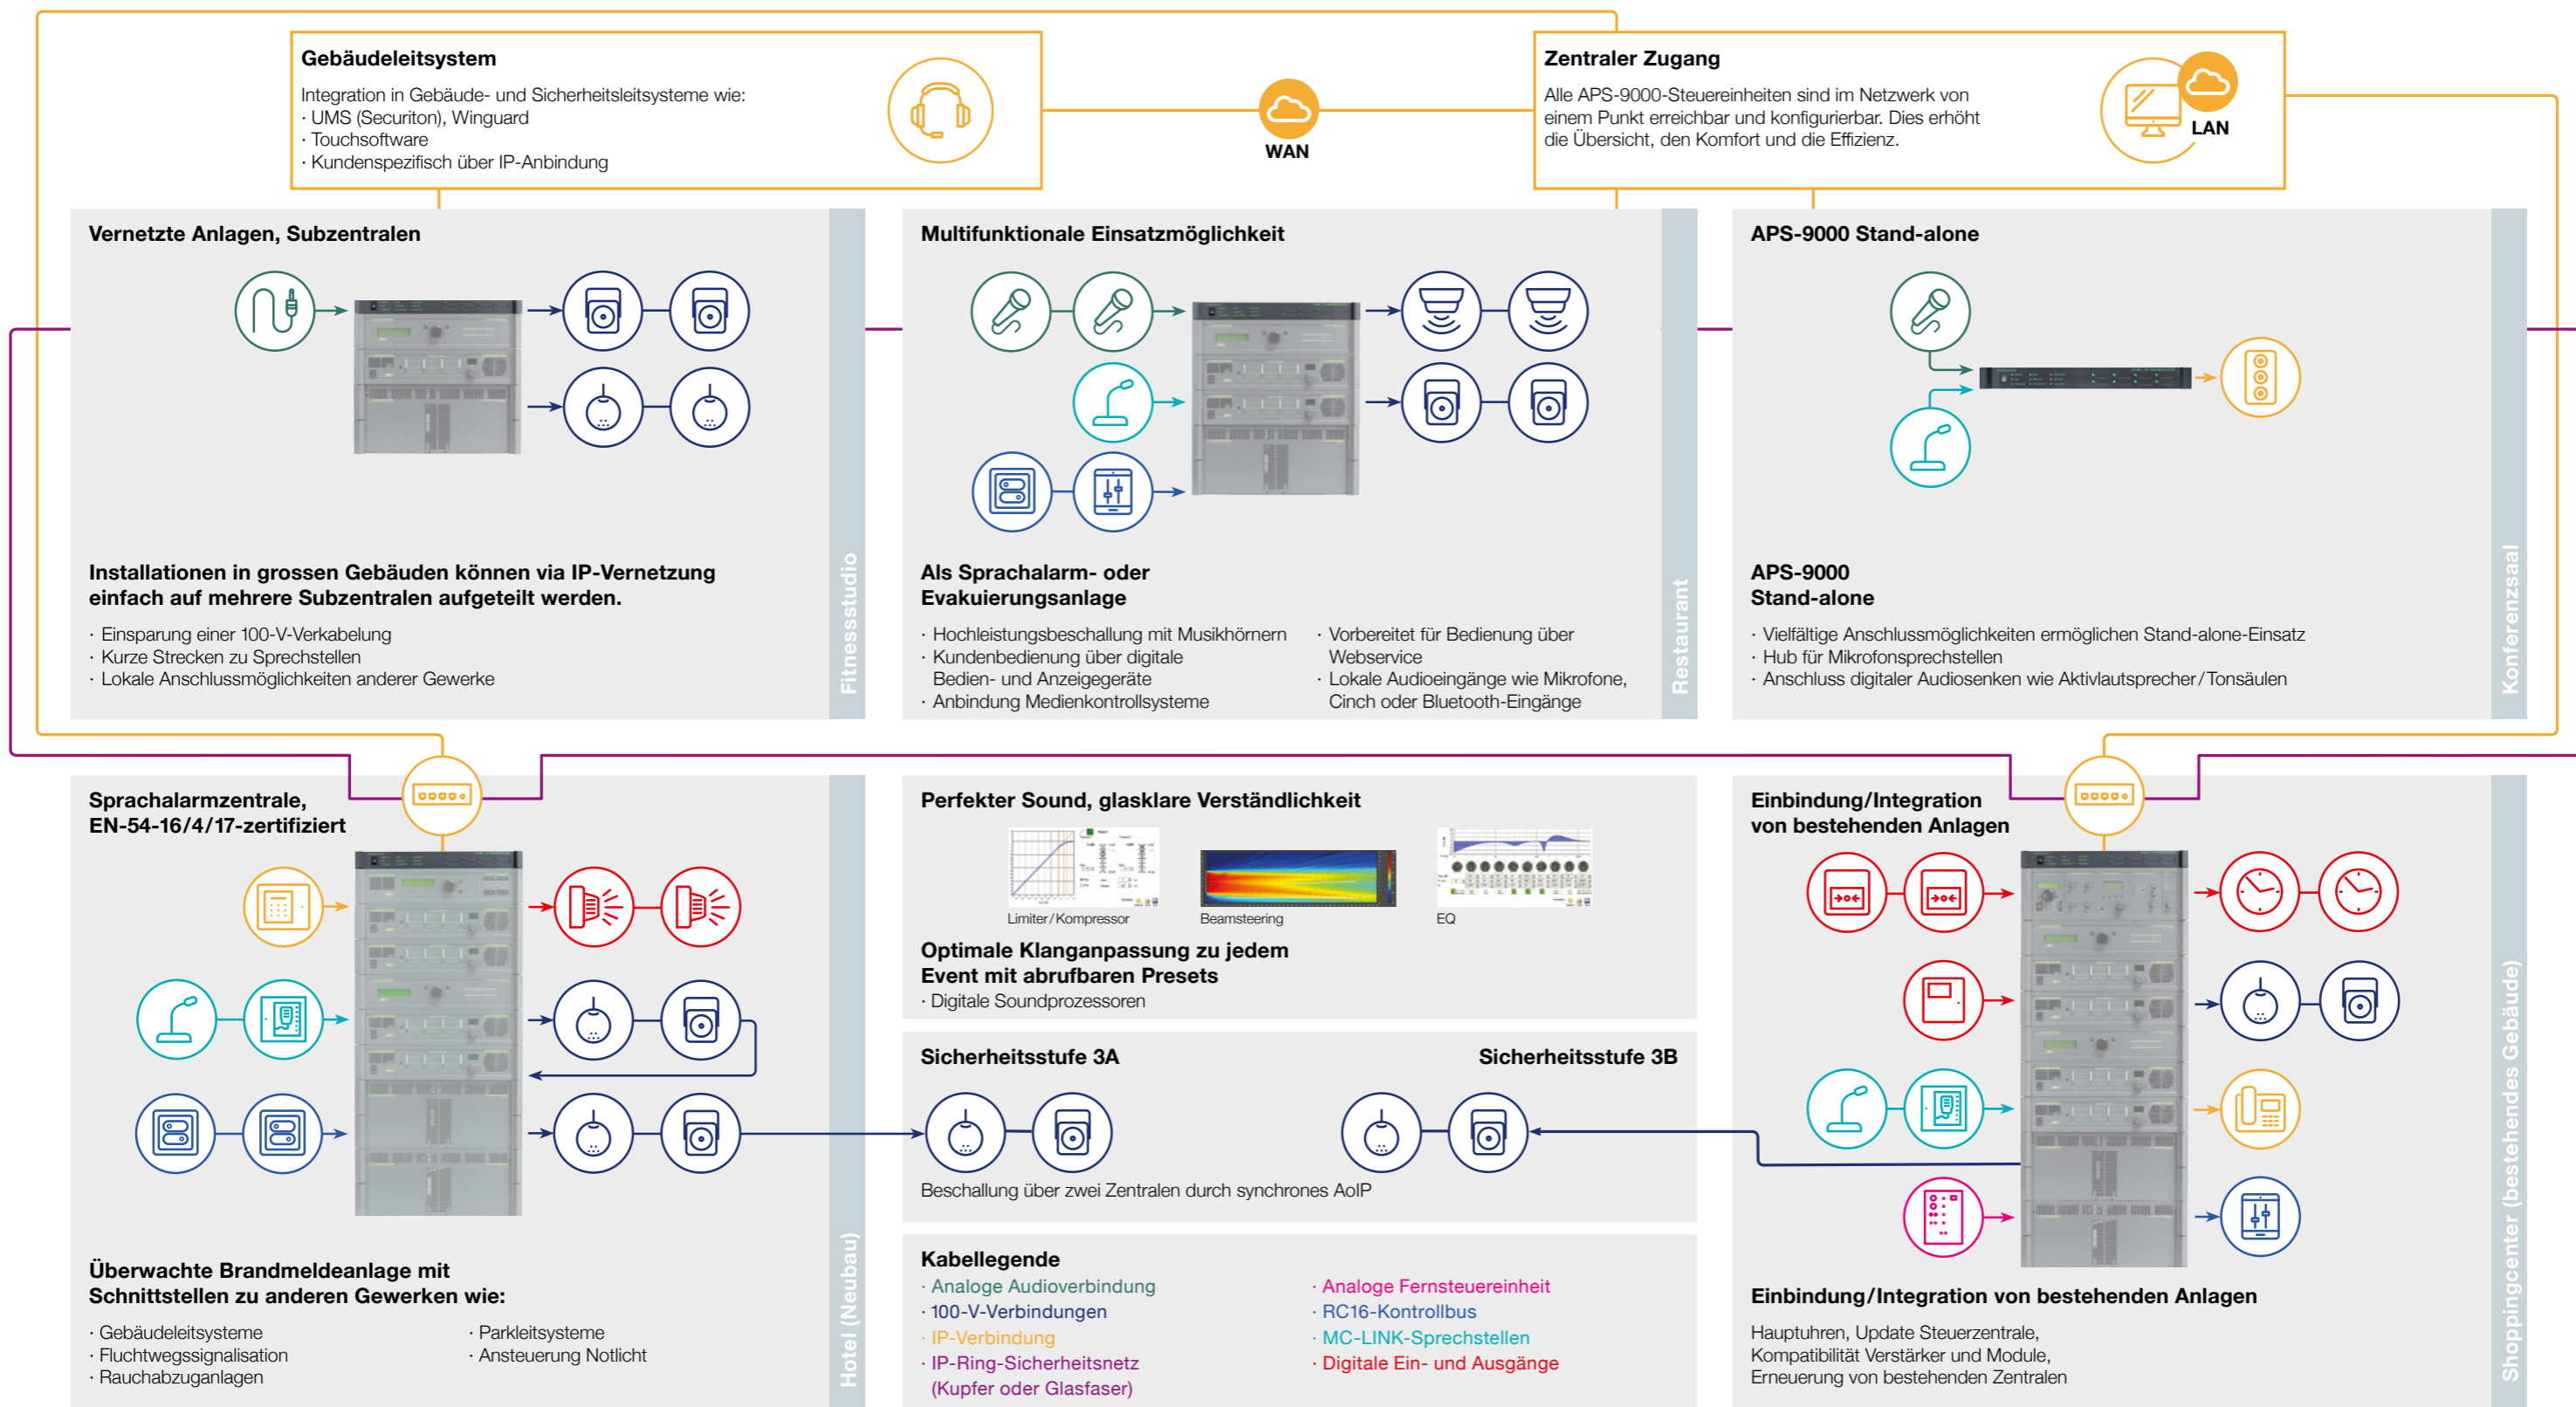 Gebäudeleitsystem
Integration in Gebäude- und Sicherheitsleitsysteme wie:
· UMS (Securiton), Winguard
· Touchsoftware
· Kundenspezifisch über IP-Anbindung
WAN
Zentraler Zugang
Alle APS-9000-Steuereinheiten sind im Netzwerk von
einem Punkt erreichbar und konfigurierbar. Dies erhöht
die Übersicht, den Komfort und die Effizienz.
LAN
Vernetzte Anlagen, Subzentralen
Installationen in grossen Gebäuden können via IP-Vernetzung
einfach auf mehrere Subzentralen aufgeteilt werden.
· Einsparung einer 100-V-Verkabelung
· Kurze Strecken zu Sprechstellen
· Lokale Anschlussmöglichkeiten anderer Gewerke
Fitnessstudio
Multifunktionale Einsatzmöglichkeit
Als Sprachalarm- oder
Evakuierungsanlage
· Hochleistungsbeschallung mit Musikhörnern
· Kundenbedienung über digitale
Bedien- und Anzeigegeräte
· Anbindung Medienkontrollsysteme
· Vorbereitet für Bedienung über
Webservice
· Lokale Audioeingänge wie Mikrofone,
Cinch oder Bluetooth-Eingänge
Restaurant
APS-9000 Stand-alone
APS-9000
Stand-alone
· Vielfältige Anschlussmöglichkeiten ermöglichen Stand-alone-Einsatz
· Hub für Mikrofonsprechstellen
· Anschluss digitaler Audiosenken wie Aktivlautsprecher/Tonsäulen
Konferenzsaal
Sprachalarmzentrale,
EN-54-16/4/17-zertifiziert
Überwachte Brandmeldeanlage mit
Schnittstellen zu anderen Gewerken wie:
· Gebäudeleitsysteme
· Fluchtwegssignalisation
· Rauchabzuganlagen
· Parkleitsysteme
· Ansteuerung Notlicht
Hotel (Neubau)
Perfekter Sound, glasklare Verständlichkeit
Limiter/Kompressor
Beamsteering
EQ
Optimale Klanganpassung zu jedem
Event mit abrufbaren Presets
· Digitale Soundprozessoren
Sicherheitsstufe 3A
Sicherheitsstufe 3B
Beschallung über zwei Zentralen durch synchrones AoIP
Kabellegende
· Analoge Audioverbindung
· 100-V-Verbindungen
· IP-Verbindung
· IP-Ring-Sicherheitsnetz
(Kupfer oder Glasfaser)
· Analoge Fernsteuereinheit
· RC16-Kontrollbus
· MC-LINK-Sprechstellen
· Digitale Ein- und Ausgänge
Einbindung/Integration
von bestehenden Anlagen
Einbindung/Integration von bestehenden Anlagen
Hauptuhren, Update Steuerzentrale,
Kompatibilität Verstärker und Module,
Erneuerung von bestehenden Zentralen
Shoppingcenter (bestehendes Gebäude)